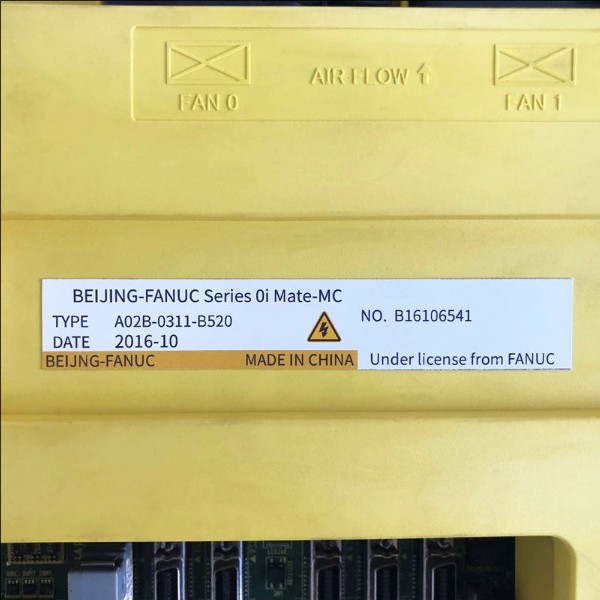 AIR FLOW ↑
FAN 0 FAN 1
BEIJING-FANUC Series 0i Mate-MC
TYPE A02B-0311-B520 NO. B16106541
DATE 2016-10
BEIJNG-FANUC MADE IN CHINA Under license from FANUC